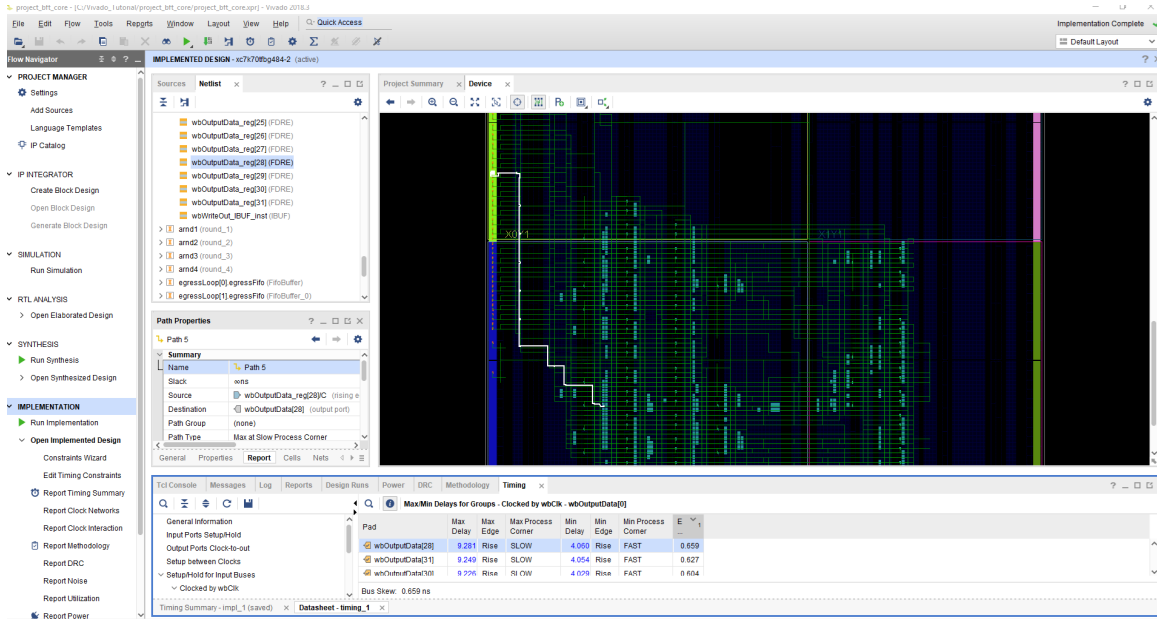 project_bft_core - [C:/Vivado_Tutorial/project_bft_core/project_bft_core.xpr] - Vivado 2018.3
File Edit Flow Tools Reports Window Layout View Help Quick Access
Implementation Complete
Default Layout
Flow Navigator
PROJECT MANAGER
Settings
Add Sources
Language Templates
IP Catalog
IP INTEGRATOR
Create Block Design
Open Block Design
Generate Block Design
SIMULATION
Run Simulation
RTL ANALYSIS
Open Elaborated Design
SYNTHESIS
Run Synthesis
Open Synthesized Design
IMPLEMENTATION
Run Implementation
Open Implemented Design
Constraints Wizard
Edit Timing Constraints
Report Timing Summary
Report Clock Networks
Report Clock Interaction
Report Methodology
Report DRC
Report Noise
Report Utilization
Report Power
IMPLEMENTED DESIGN - xc7k70tfbg484-2 (active)
Sources Netlist
wbOutputData_reg[25] (FDRE)
wbOutputData_reg[26] (FDRE)
wbOutputData_reg[27] (FDRE)
wbOutputData_reg[28] (FDRE)
wbOutputData_reg[29] (FDRE)
wbOutputData_reg[30] (FDRE)
wbOutputData_reg[31] (FDRE)
wbWriteOut_IBUF_inst (IBUF)
arnd1 (round_1)
arnd2 (round_2)
arnd3 (round_3)
arnd4 (round_4)
egressLoop[0].egressFifo (FifoBuffer)
egressLoop[1].egressFifo (FifoBuffer_0)
Path Properties
Path 5
Summary
Name Path 5
Slack ∞ns
Source wbOutputData_reg[28]/C (rising e
Destination wbOutputData[28] (output port)
Path Group (none)
Path Type Max at Slow Process Corner
General Properties Report Cells Nets
Project Summary Device
X0Y1 X1Y1
Tcl Console Messages Log Reports Design Runs Power DRC Methodology Timing
General Information
Input Ports Setup/Hold
Output Ports Clock-to-out
Setup between Clocks
Setup/Hold for Input Buses
Clocked by wbClk
Max/Min Delays for Groups - Clocked by wbClk - wbOutputData[0]
Pad Max Delay Max Edge Max Process Corner Min Delay Min Edge Min Process Corner E ... 1
wbOutputData[28] 9.281 Rise SLOW 4.060 Rise FAST 0.659
wbOutputData[31] 9.249 Rise SLOW 4.054 Rise FAST 0.627
wbOutputData[30] 9.226 Rise SLOW 4.029 Rise FAST 0.604
Bus Skew: 0.659 ns
Timing Summary - impl_1 (saved) Datasheet - timing_1